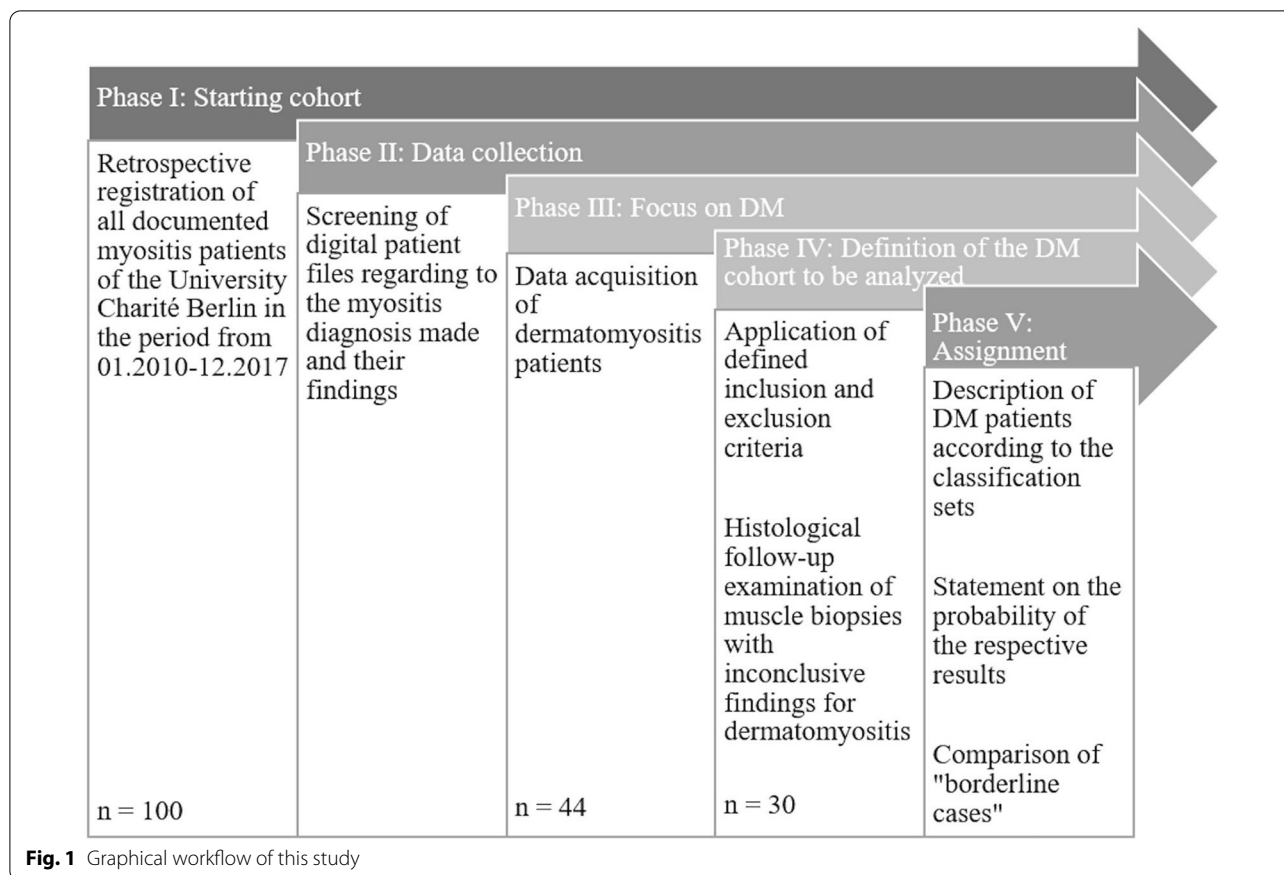 Phase I: Starting cohort
Retrospective
registration of
all documented
myositis patients
of the University
Charité Berlin in
the period from
01.2010-12.2017
n = 100
Phase II: Data collection
Screening of
digital patient
files regarding to
the myositis
diagnosis made
and their
findings
Phase III: Focus on DM
Data acquisition
of
dermatomyositis
patients
n = 44
Phase IV: Definition of the DM
cohort to be analyzed
Application of
defined
inclusion and
exclusion
criteria
Histological
follow-up
examination of
muscle biopsies
with
inconclusive
findings for
dermatomyositis
n = 30
Phase V:
Assignment
Description of
DM patients
according to the
classification
sets
Statement on the
probability of
the respective
results
Comparison of
"borderline
cases"
Fig. 1 Graphical workflow of this study